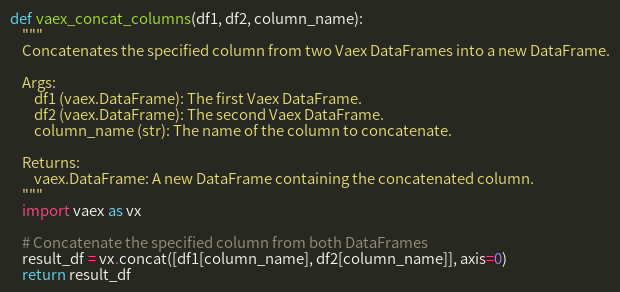 def vaex_concat_columns(df1, df2, column_name):
"""
Concatenates the specified column from two Vaex DataFrames into a new DataFrame.
Args:
df1 (vaex.DataFrame): The first Vaex DataFrame.
df2 (vaex.DataFrame): The second Vaex DataFrame.
column_name (str): The name of the column to concatenate.
Returns:
vaex.DataFrame: A new DataFrame containing the concatenated column.
"""
import vaex as vx
# Concatenate the specified column from both DataFrames
result_df = vx.concat([df1[column_name], df2[column_name]], axis=0)
return result_df